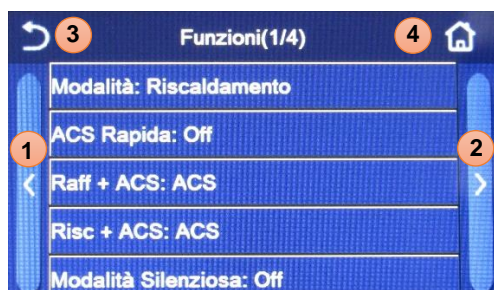 3 Funzioni(1/4) 4
Modalità: Riscaldamento
ACS Rapida: Off
1 2
Raff + ACS: ACS
Risc + ACS: ACS
Modalità Silenziosa: Off